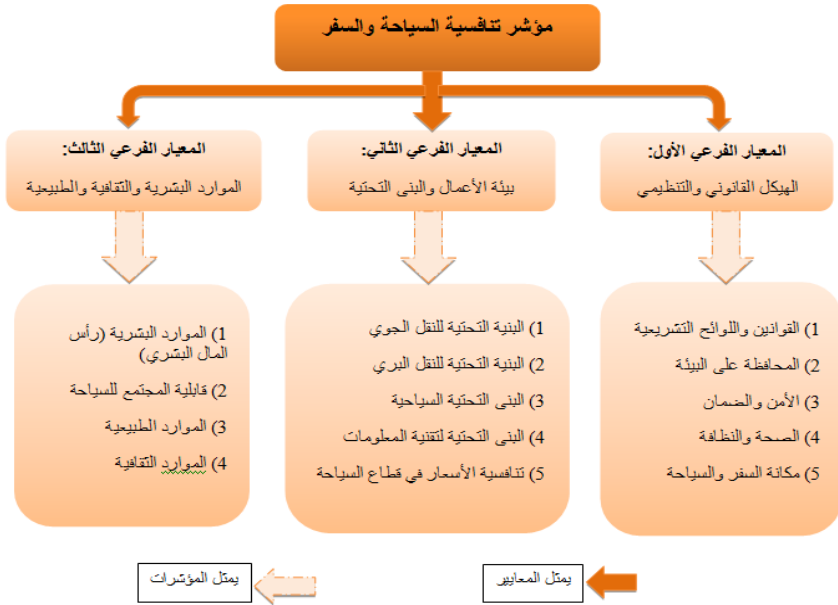 مؤشر تنافسية السياحة والسفر
المعيار الفرعي الأول:
الهيكل القانوني والتنظيمي
المعيار الفرعي الثاني:
بيئة الأعمال والبنى التحتية
المعيار الفرعي الثالث:
الموارد البشرية والثقافية والطبيعية
1) القوانين واللوائح التشريعية
2) المحافظة على البيئة
3) الأمن والضمان
4) الصحة والنظافة
5) مكانة السفر والسياحة
1) البنية التحتية للنقل الجوي
2) البنية التحتية للنقل البري
3) البنى التحتية السياحية
4) البنى التحتية لتقنية المعلومات
5) تنافسية الأسعار في قطاع السياحة
1) الموارد البشرية (رأس
المال البشري)
2) قابلية المجتمع للسياحة
3) الموارد الطبيعية
4) الموارد الثقافية
يمثل المعايير
يمثل المؤشرات